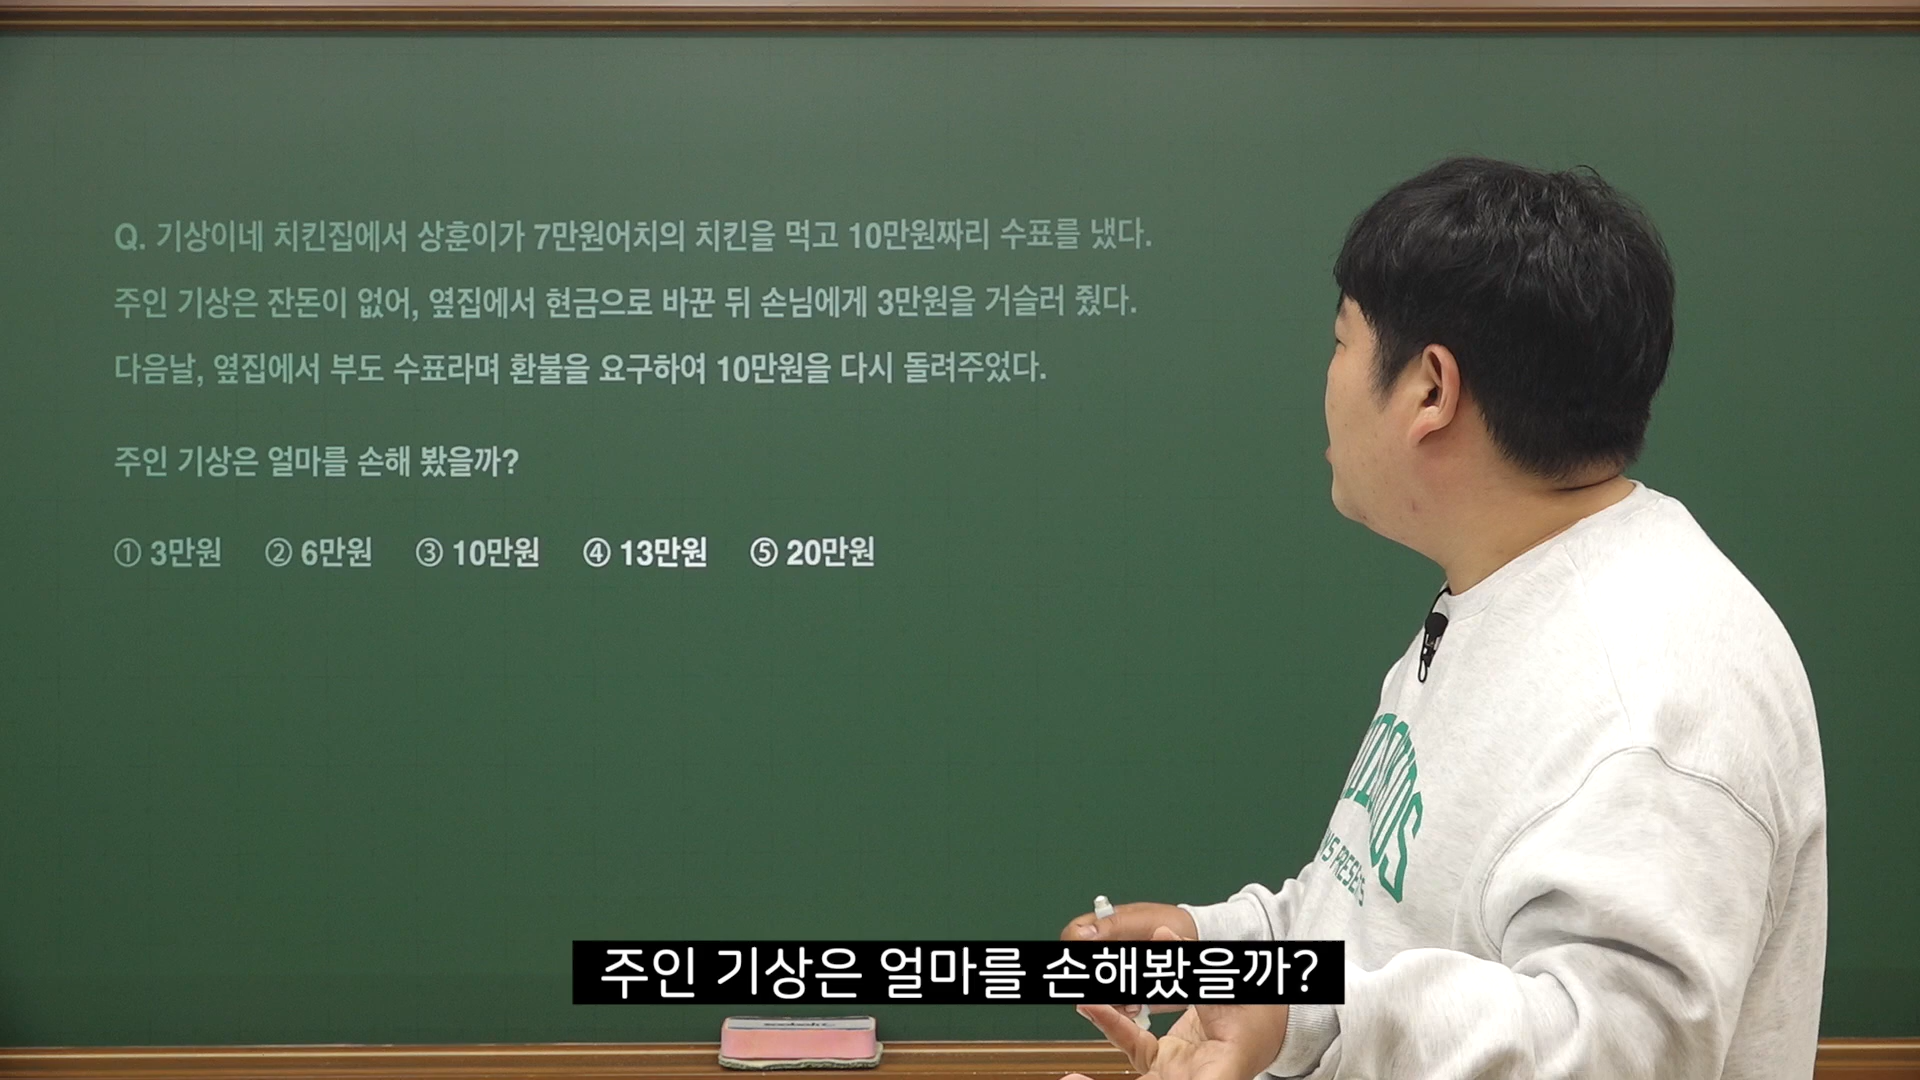 Q. 기상이네 치킨집에서 상훈이가 7만원어치의 치킨을 먹고 10만원짜리 수표를 냈다.
주인 기상은 잔돈이 없어, 옆집에서 현금으로 바꾼 뒤 손님에게 3만원을 거슬러 줬다.
다음날, 옆집에서 부도 수표라며 환불을 요구하여 10만원을 다시 돌려주었다.
주인 기상은 얼마를 손해 봤을까?
① 3만원 ② 6만원 ③ 10만원 ④ 13만원 ⑤ 20만원
주인 기상은 얼마를 손해봤을까?